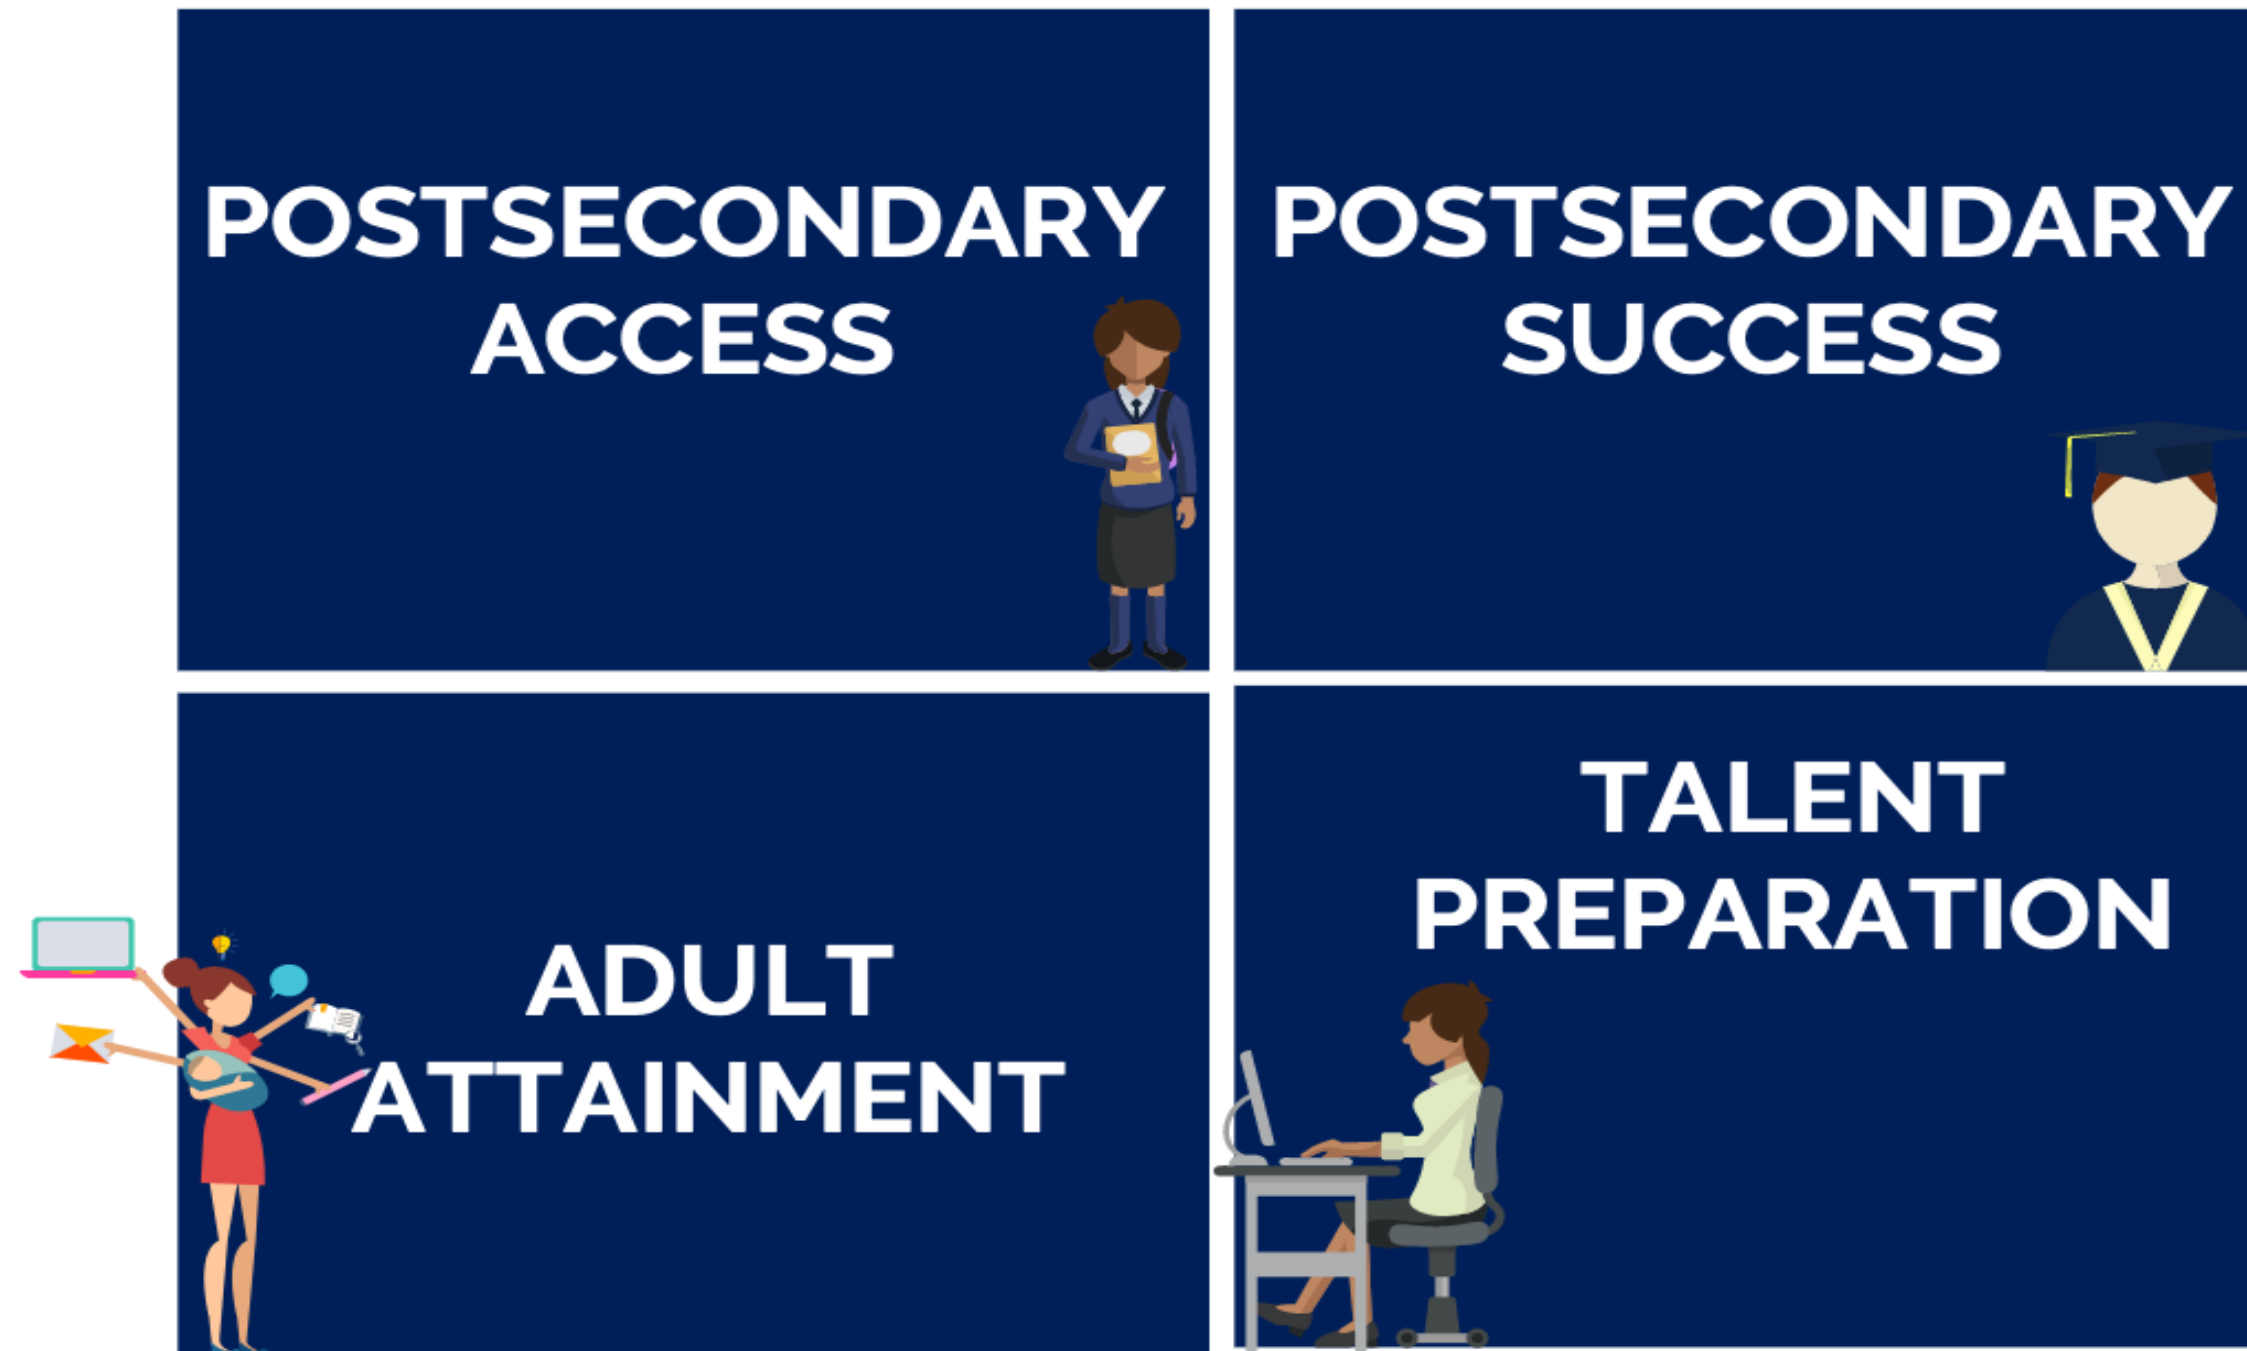 POSTSECONDARY
ACCESS
POSTSECONDARY
SUCCESS
ADULT
ATTAINMENT
TALENT
PREPARATION